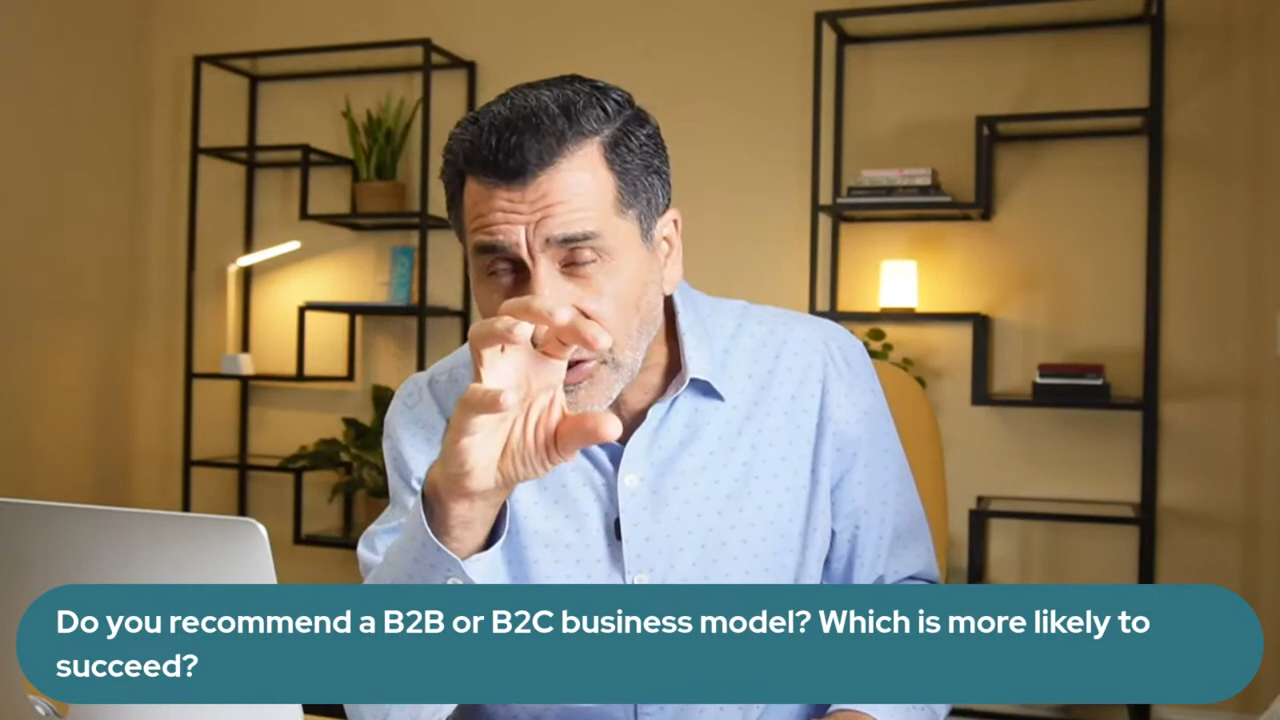 Do you recommend a B2B or B2C business model? Which is more likely to
succeed?